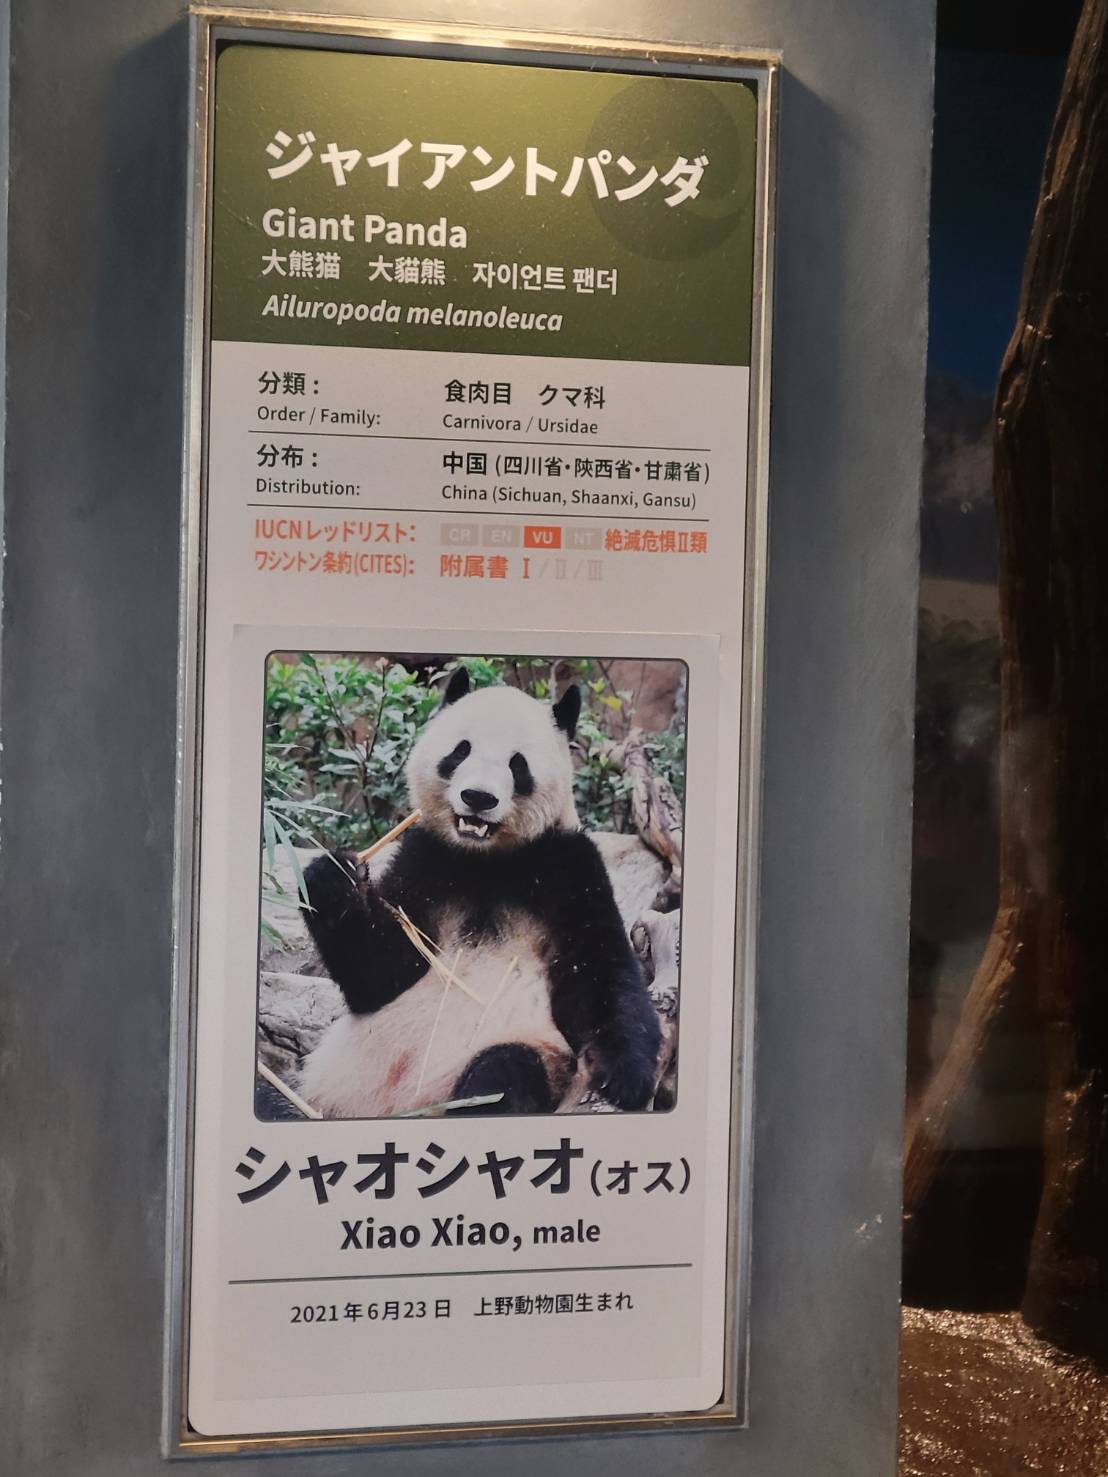 ジャイアントパンダ
Giant Panda
大熊猫　大貓熊　자이언트 팬더
Ailuropoda melanoleuca
分類：　食肉目　クマ科
Order / Family:　Carnivora / Ursidae
分布：　中国 (四川省・陝西省・甘粛省)
Distribution:　China (Sichuan, Shaanxi, Gansu)
IUCNレッドリスト：　CR EN VU NT 絶滅危惧Ⅱ類
ワシントン条約(CITES)：　附属書 Ⅰ / Ⅱ / Ⅲ
シャオシャオ(オス)
Xiao Xiao, male
2021年6月23日　上野動物園生まれ